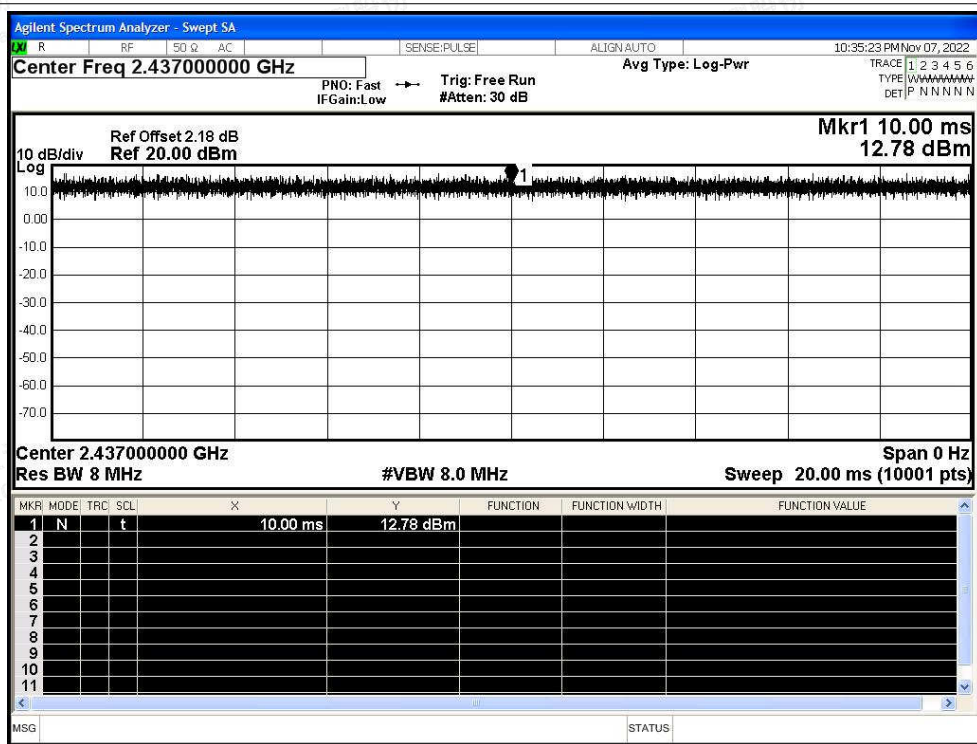 Agilent Spectrum Analyzer - Swept SA
LXI R RF 50 Ω AC SENSE:PULSE ALIGN AUTO 10:35:23 PM Nov 07, 2022
Center Freq 2.437000000 GHz
PNO: Fast
IFGain:Low
Trig: Free Run
#Atten: 30 dB
Avg Type: Log-Pwr
TRACE 1 2 3 4 5 6
TYPE WWWWWW
DET P N N N N N
Mkr1 10.00 ms
12.78 dBm
Ref Offset 2.18 dB
10 dB/div Ref 20.00 dBm
Log
1
10.0
0.00
-10.0
-20.0
-30.0
-40.0
-50.0
-60.0
-70.0
Center 2.437000000 GHz Span 0 Hz
Res BW 8 MHz #VBW 8.0 MHz Sweep 20.00 ms (10001 pts)
MKR MODE TRC SCL X Y FUNCTION FUNCTION WIDTH FUNCTION VALUE
1 N t 10.00 ms 12.78 dBm
2
3
4
5
6
7
8
9
10
11
MSG STATUS